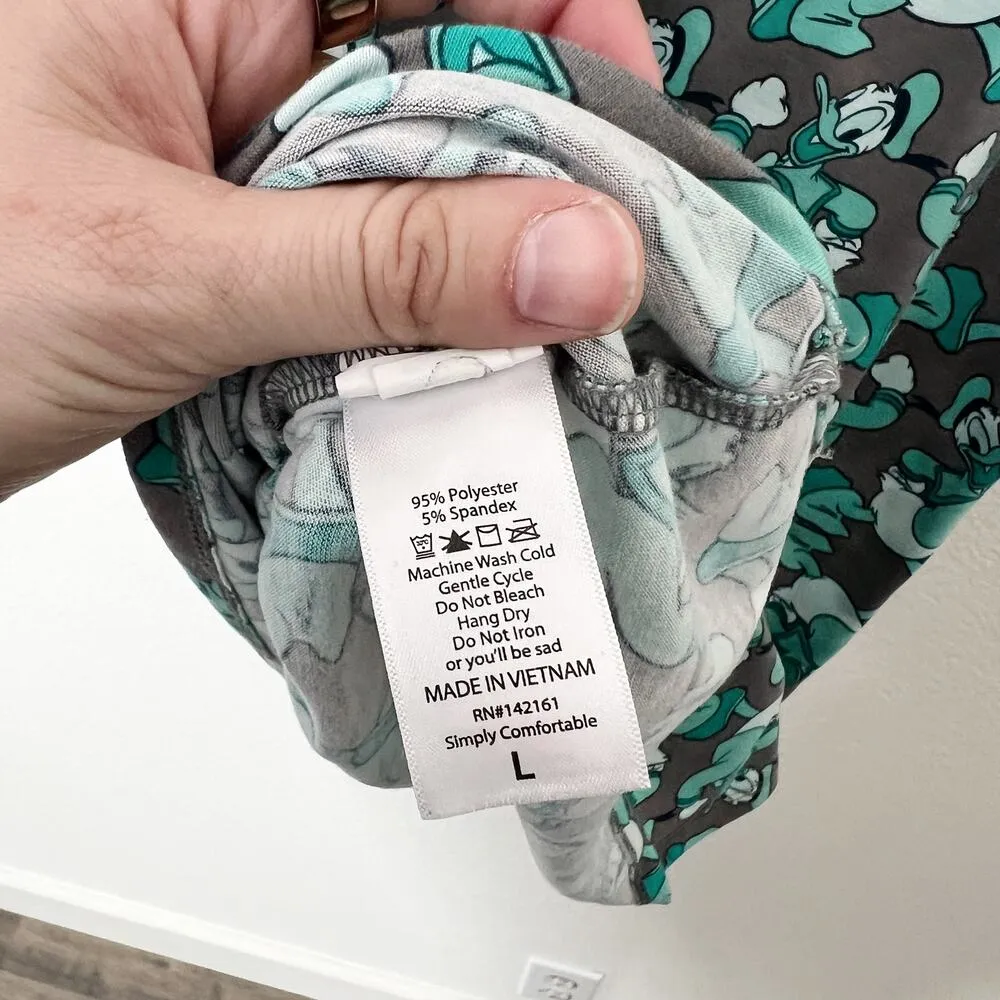 95% Polyester
5% Spandex
30°C
Machine Wash Cold
Gentle Cycle
Do Not Bleach
Hang Dry
Do Not Iron
or you'll be sad
MADE IN VIETNAM
RN#142161
Simply Comfortable
L